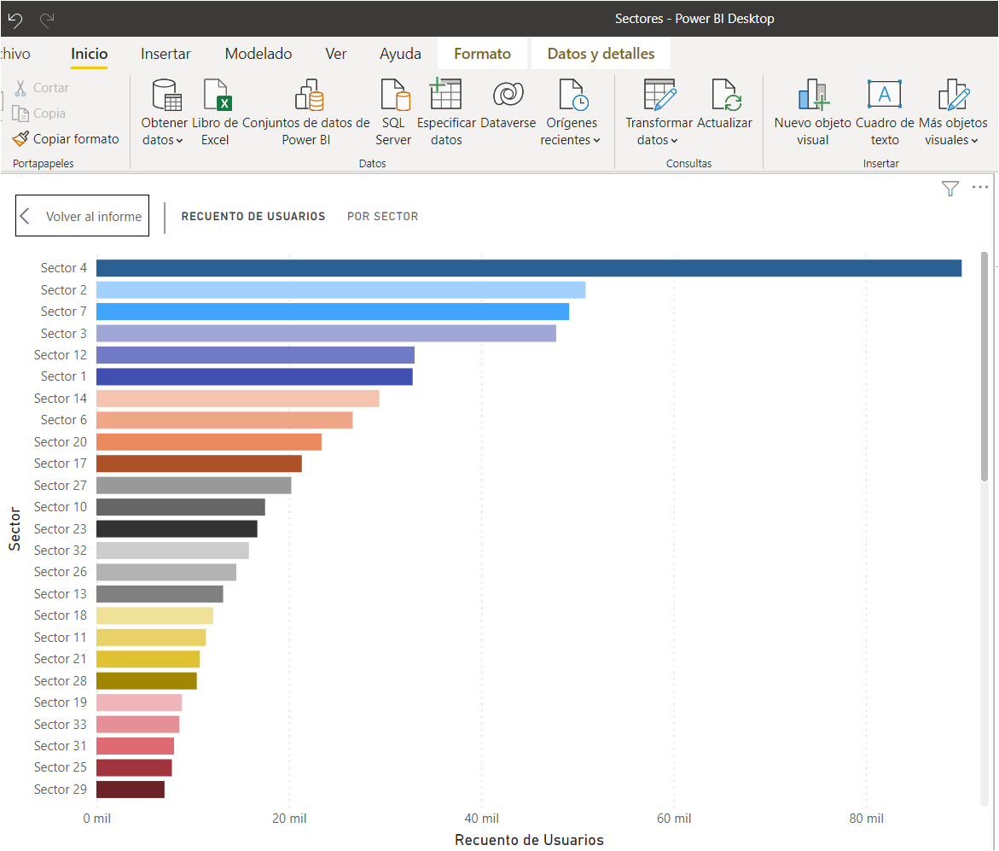 Sectores - Power BI Desktop
chivo Inicio Insertar Modelado Ver Ayuda Formato Datos y detalles
Cortar
Copia
Copiar formato
Portapapeles
Obtener datos
Libro de Excel
Conjuntos de datos de Power BI
SQL Server
Especificar datos
Dataverse
Orígenes recientes
Datos
Transformar datos
Actualizar
Consultas
Nuevo objeto visual
Cuadro de texto
Más objetos visuales
Insertar
Volver al informe
RECUENTO DE USUARIOS POR SECTOR
Sector
Sector 4
Sector 2
Sector 7
Sector 3
Sector 12
Sector 1
Sector 14
Sector 6
Sector 20
Sector 17
Sector 27
Sector 10
Sector 23
Sector 32
Sector 26
Sector 13
Sector 18
Sector 11
Sector 21
Sector 28
Sector 19
Sector 33
Sector 31
Sector 25
Sector 29
0 mil 20 mil 40 mil 60 mil 80 mil
Recuento de Usuarios